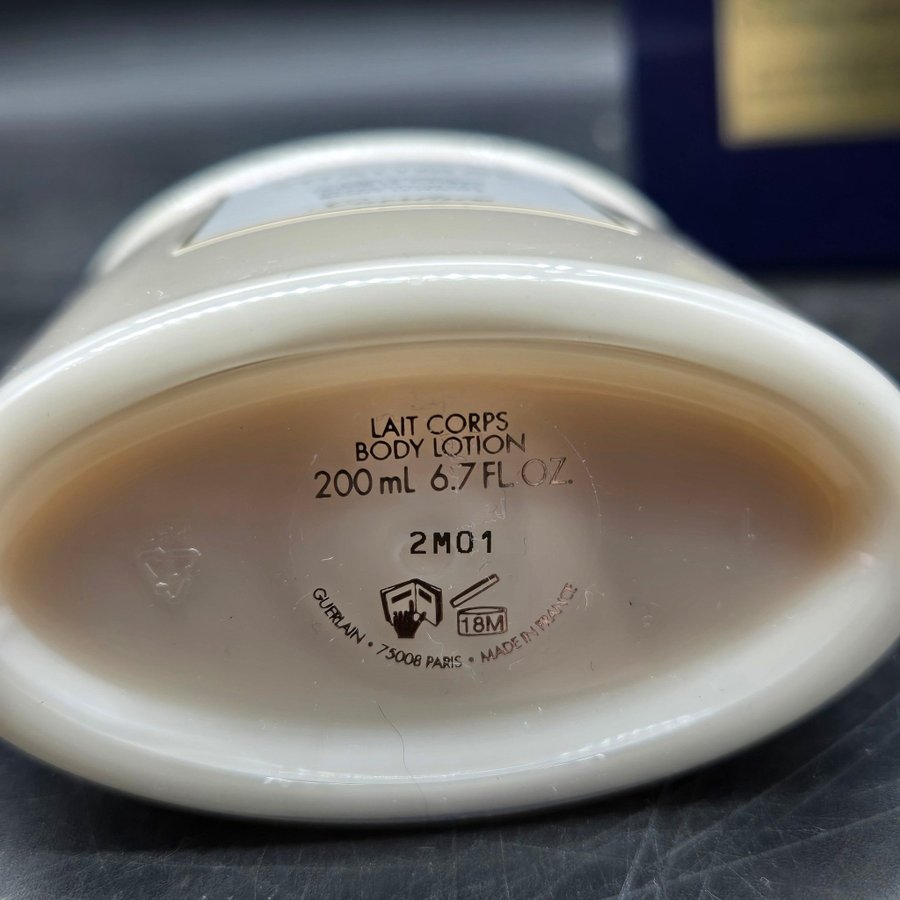 LAIT CORPS
BODY LOTION
200 mL 6.7 FL OZ.
2M01
18M
GUERLAIN • 75008 PARIS • MADE IN FRANCE